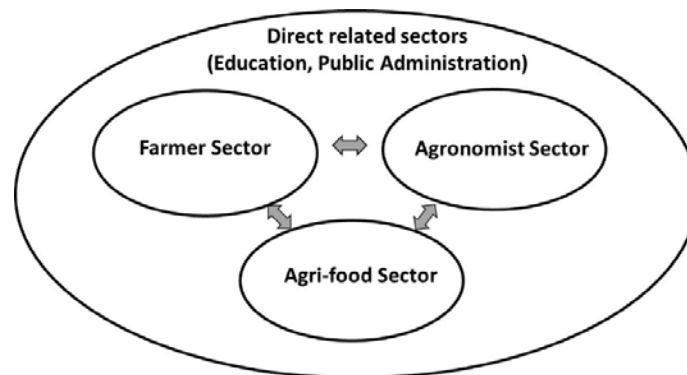 Direct related sectors
(Education, Public Administration)
Farmer Sector
Agronomist Sector
Agri-food Sector